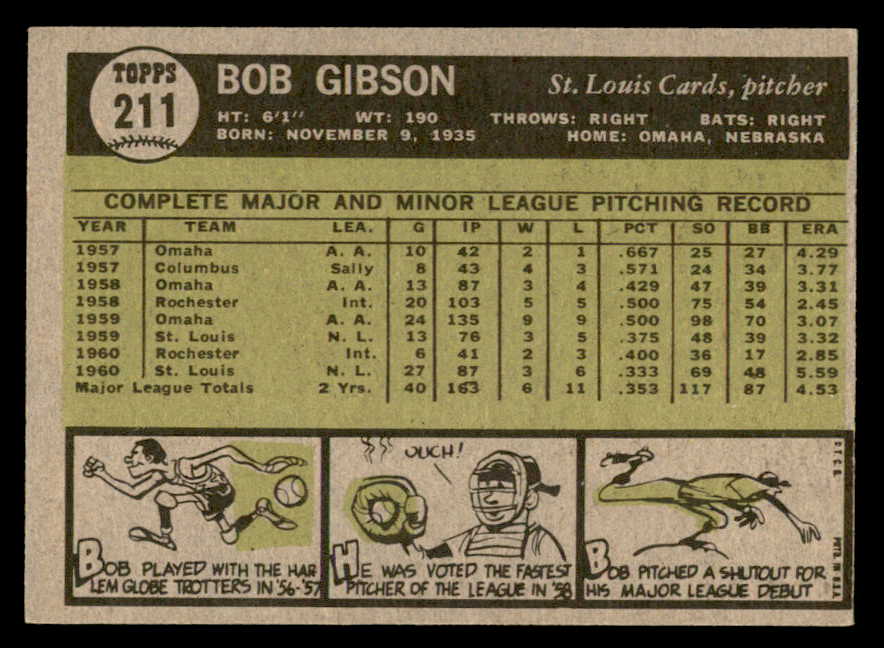 TOPPS
211
BOB GIBSON
St. Louis Cards, pitcher
HT: 6'1" WT: 190 THROWS: RIGHT BATS: RIGHT
BORN: NOVEMBER 9, 1935 HOME: OMAHA, NEBRASKA
COMPLETE MAJOR AND MINOR LEAGUE PITCHING RECORD
YEAR TEAM LEA. G IP W L PCT SO BB ERA
1957 Omaha A. A. 10 42 2 1 .667 25 27 4.29
1957 Columbus Sally 8 43 4 3 .571 24 34 3.77
1958 Omaha A. A. 13 87 3 4 .429 47 39 3.31
1958 Rochester Int. 20 103 5 5 .500 75 54 2.45
1959 Omaha A. A. 24 135 9 9 .500 98 70 3.07
1959 St. Louis N. L. 13 76 3 5 .375 48 39 3.32
1960 Rochester Int. 6 41 2 3 .400 36 17 2.85
1960 St. Louis N. L. 27 87 3 6 .333 69 48 5.59
Major League Totals 2 Yrs. 40 163 6 11 .353 117 87 4.53
BOB PLAYED WITH THE HAR
LEM GLOBE TROTTERS IN '56-'57
OUCH!
HE WAS VOTED THE FASTEST
PITCHER OF THE LEAGUE IN '58
BOB PITCHED A SHUTOUT FOR
HIS MAJOR LEAGUE DEBUT
©T.C.G.
PRTD. IN U.S.A.